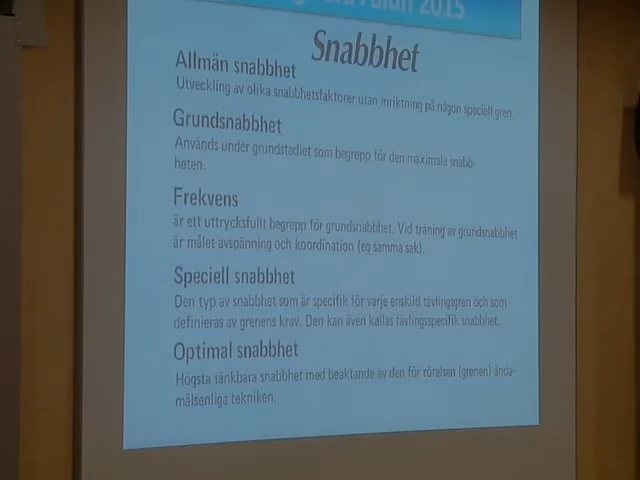 2015
Snabbhet
Allmän snabbhet
Utveckling av olika snabbhetsfaktorer utan inriktning på någon speciell gren.
Grundsnabbhet
Används under grundstadiet som begrepp för den maximala snabb-
heten.
Frekvens
är ett uttrycksfullt begrepp för grundsnabbhet. Vid träning av grundsnabbhet
är målet avspänning och koordination (eg samma sak).
Speciell snabbhet
Den typ av snabbhet som är specifik för varje enskild tävlingsgren och som
definieras av grenens krav. Den kan även kallas tävlingsspecifik snabbhet.
Optimal snabbhet
Högsta tänkbara snabbhet med beaktande av den för rörelsen (grenen) ända-
målsenliga tekniken.